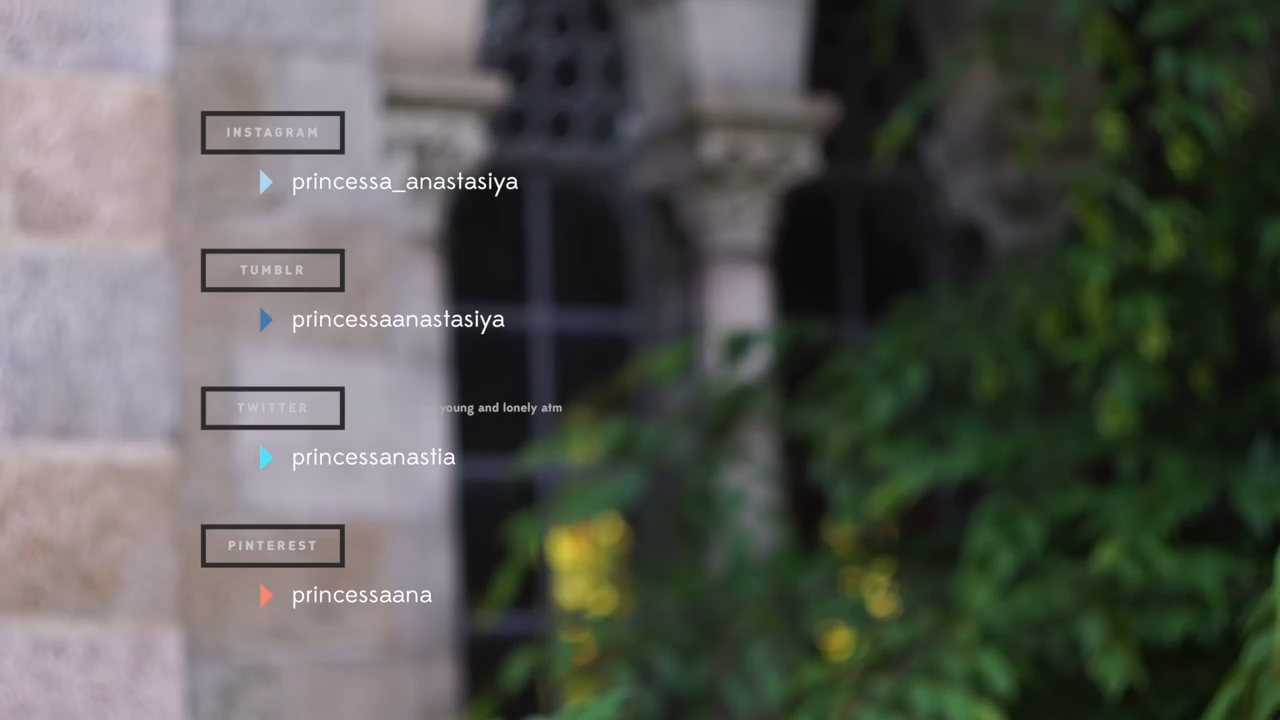 INSTAGRAM
princessa_anastasiya
TUMBLR
princessaanastasiya
TWITTER
young and lonely atm
princessanastia
PINTEREST
princessaana